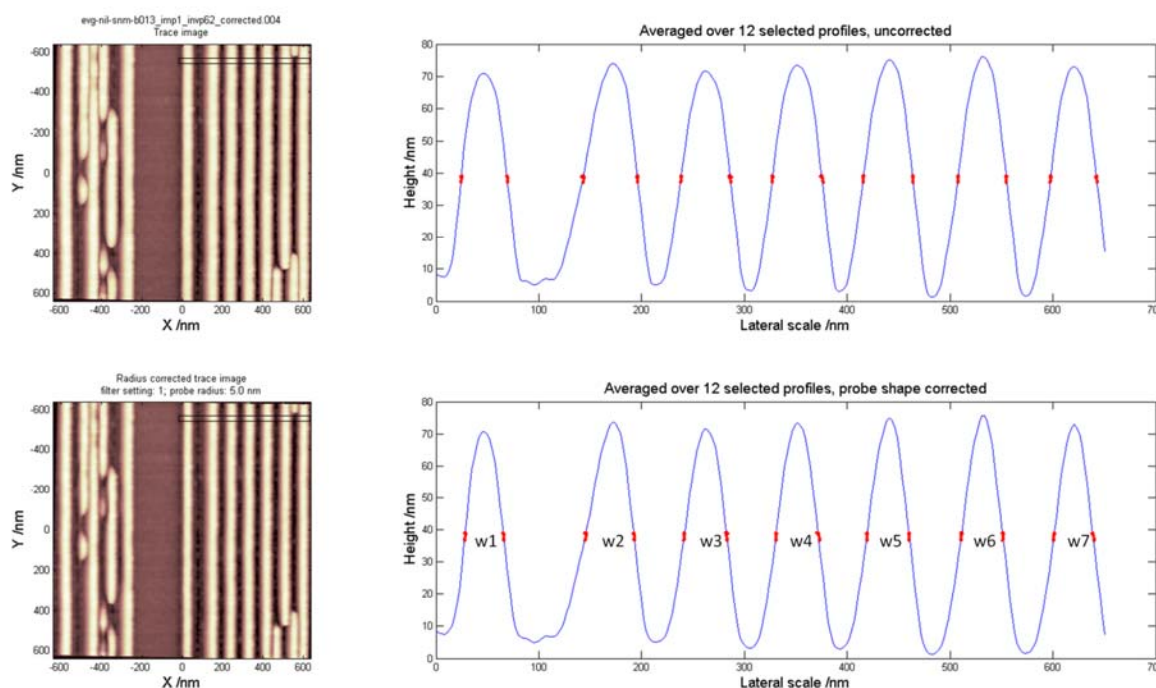 evg-nil-snm-b013_imp1_invp62_corrected.004
Trace image
-600
-400
-200
0
200
400
600
Y /nm
-600 -400 -200 0 200 400 600
X /nm
Averaged over 12 selected profiles, uncorrected
80
70
60
50
40
30
20
10
0
Height /nm
0 100 200 300 400 500 600 70
Lateral scale /nm
Radius corrected trace image
filter setting: 1; probe radius: 5.0 nm
-600
-400
-200
0
200
400
600
Y /nm
-600 -400 -200 0 200 400 600
X /nm
Averaged over 12 selected profiles, probe shape corrected
80
70
60
50
40
30
20
10
0
Height /nm
w1 w2 w3 w4 w5 w6 w7
0 100 200 300 400 500 600 70
Lateral scale /nm